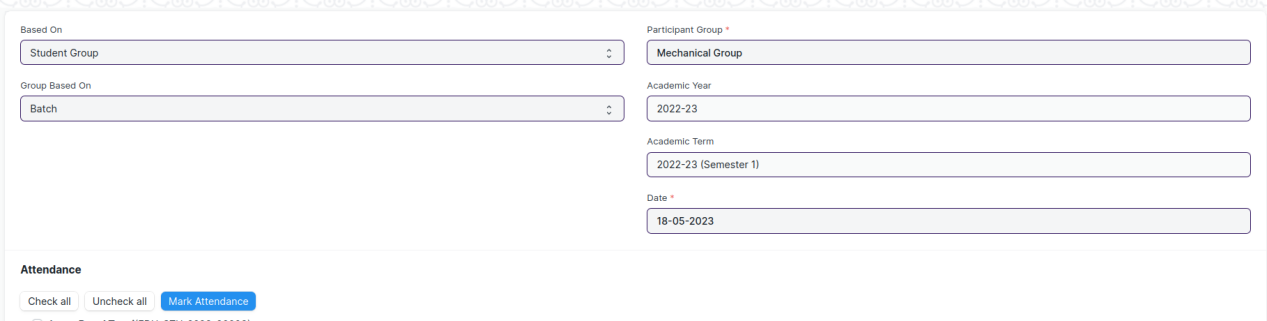 Based On
Student Group
Group Based On
Batch
Participant Group *
Mechanical Group
Academic Year
2022-23
Academic Term
2022-23 (Semester 1)
Date *
18-05-2023
Attendance
Check all Uncheck all Mark Attendance